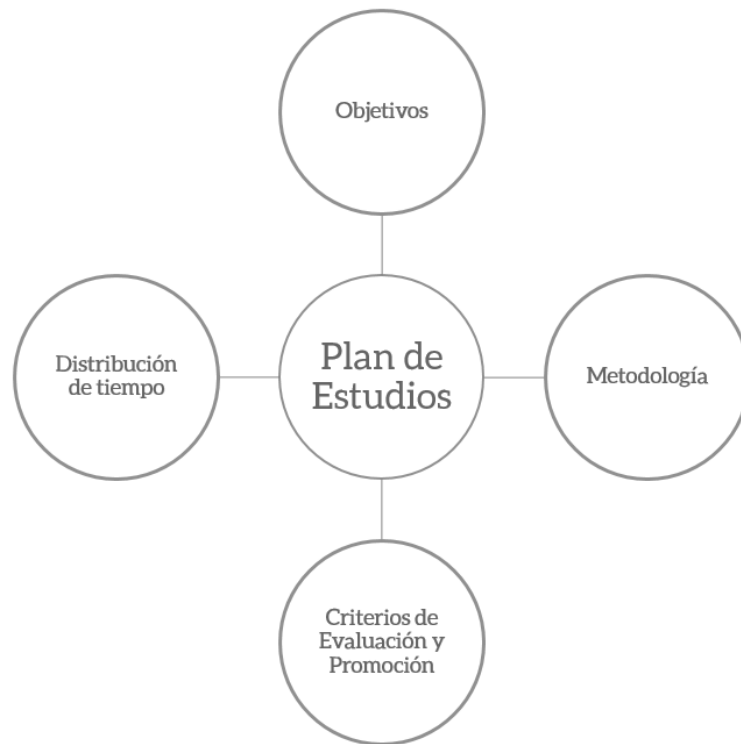 Objetivos
Distribución
de tiempo
Plan de
Estudios
Metodología
Criterios de
Evaluación y
Promoción